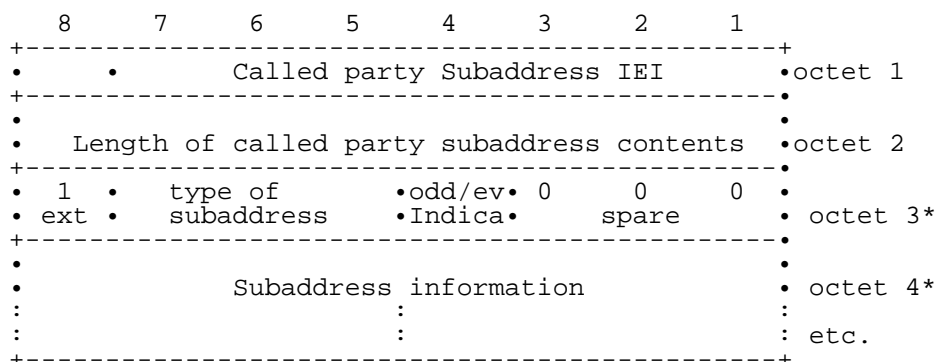 8 7 6 5 4 3 2 1
+-----------------------------------------------+
• • Called party Subaddress IEI •octet 1
+-----------------------------------------------•
• •
• Length of called party subaddress contents •octet 2
+-----------------------------------------------•
• 1 • type of •odd/ev• 0 0 0 •
• ext • subaddress •Indica• spare • octet 3*
+-----------------------------------------------•
• •
• Subaddress information • octet 4*
: : :
: : : etc.
+-----------------------------------------------+